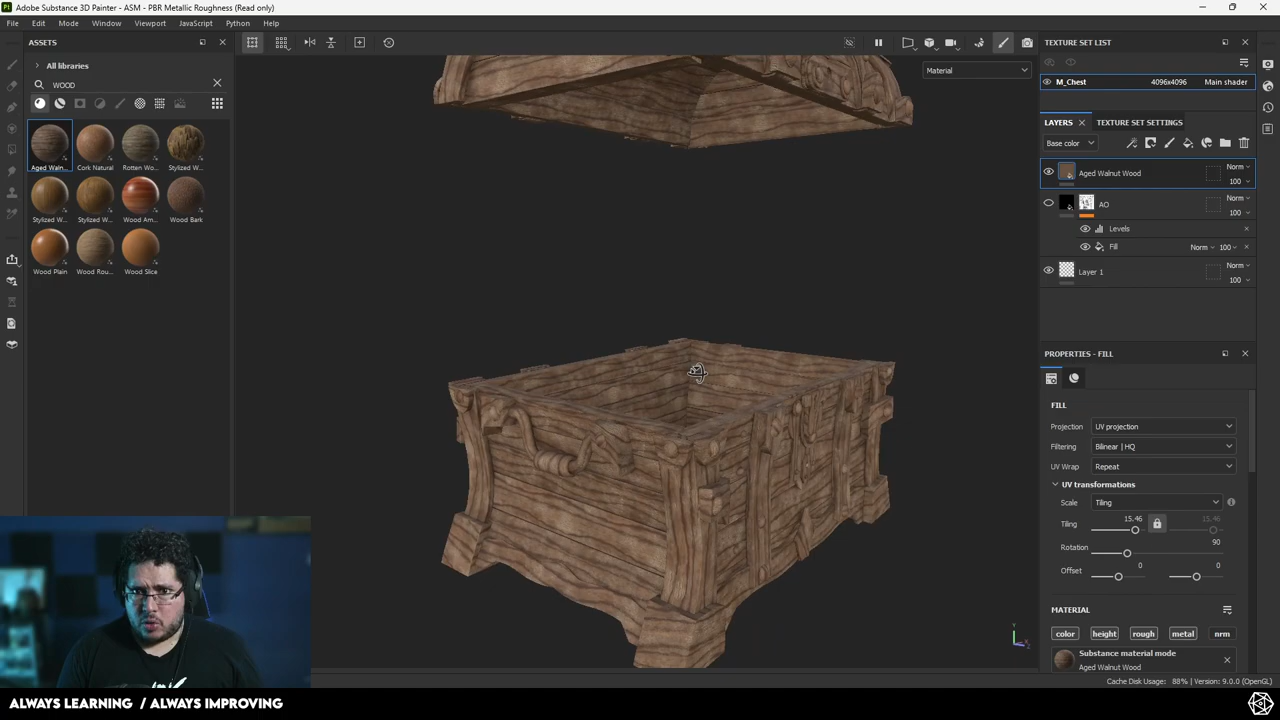 Pt Adobe Substance 3D Painter - ASM - PBR Metallic Roughness (Read only)
File Edit Mode Window Viewport JavaScript Python Help
ASSETS
All libraries
WOOD
Aged Waln... Cork Natural Rotten Wo... Stylized W...
Stylized W... Stylized W... Wood Am... Wood Bark
Wood Plain Wood Rou... Wood Slice
Material
Y
TEXTURE SET LIST
M_Chest 4096x4096 Main shader
LAYERS TEXTURE SET SETTINGS
Base color
Aged Walnut Wood Norm 100
AO Norm 100
Levels
Fill Norm 100
Layer 1 Norm 100
PROPERTIES - FILL
FILL
Projection UV projection
Filtering Bilinear | HQ
UV Wrap Repeat
UV transformations
Scale Tiling
Tiling 15.46 15.46
Rotation 90
Offset 0 0
MATERIAL
color height rough metal nrm
Substance material mode
Aged Walnut Wood
Cache Disk Usage: 88% | Version: 9.0.0 (OpenGL)
ALWAYS LEARNING / ALWAYS IMPROVING